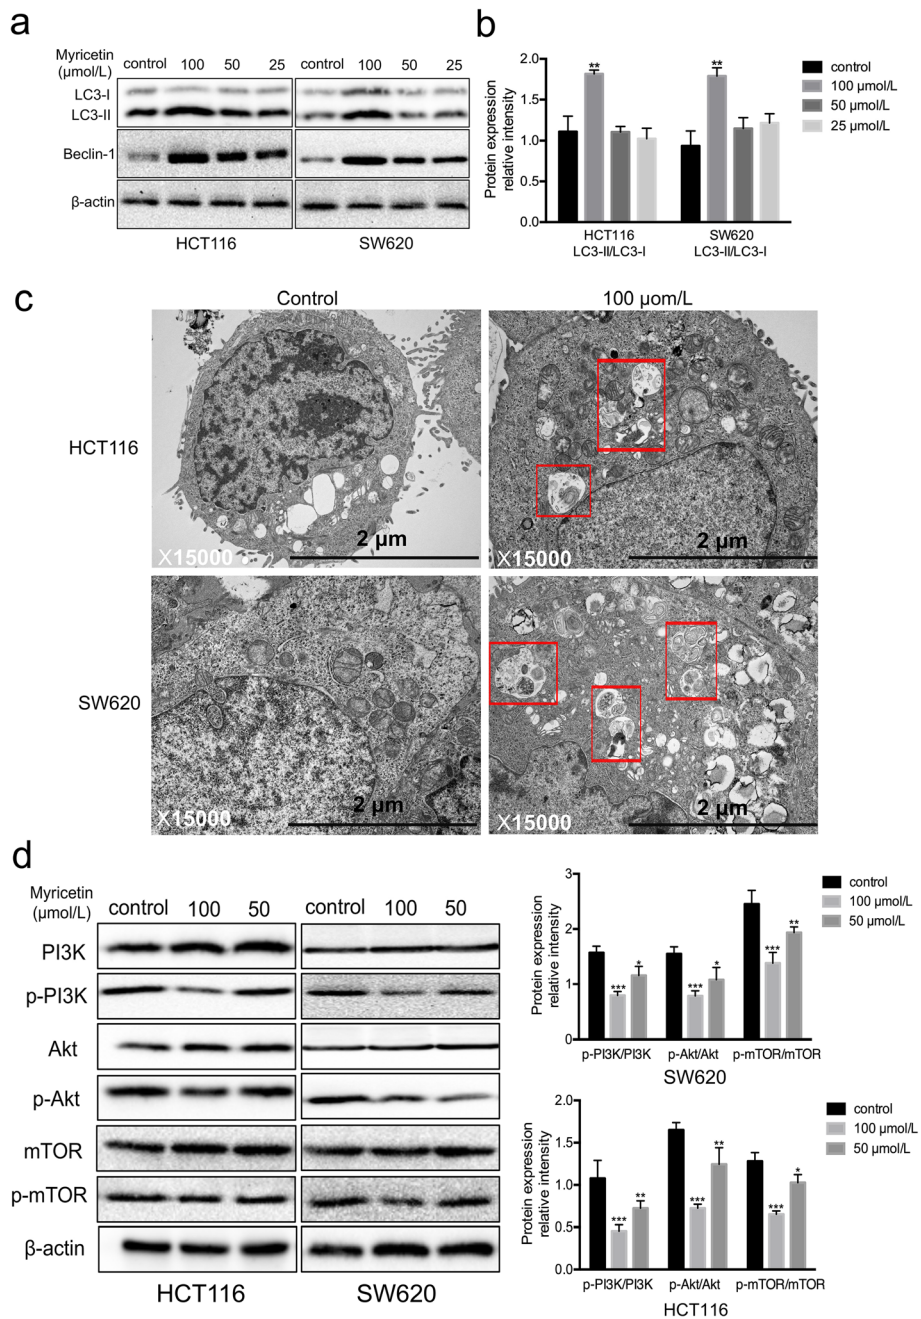 a
Myricetin
(μmol/L)
control 100 50 25 control 100 50 25
LC3-I
LC3-II
Beclin-1
β-actin
HCT116 SW620
b
Protein expression
relative intensity
2.0
1.5
1.0
0.5
0.0
** **
HCT116
LC3-II/LC3-I
SW620
LC3-II/LC3-I
control
100 μmol/L
50 μmol/L
25 μmol/L
c
Control 100 μom/L
HCT116
X15000 2 μm
X15000 2 μm
SW620
X15000 2 μm
X15000 2 μm
d
Myricetin
(μmol/L)
control 100 50 control 100 50
PI3K
p-PI3K
Akt
p-Akt
mTOR
p-mTOR
β-actin
HCT116 SW620
Protein expression
relative intensity
3
2
1
0
*** * *** * *** **
p-PI3K/PI3K p-Akt/Akt p-mTOR/mTOR
SW620
control
100 μmol/L
50 μmol/L
Protein expression
relative intensity
2.0
1.5
1.0
0.5
0.0
*** ** *** ** *** *
p-PI3K/PI3K p-Akt/Akt p-mTOR/mTOR
HCT116
control
100 μmol/L
50 μmol/L